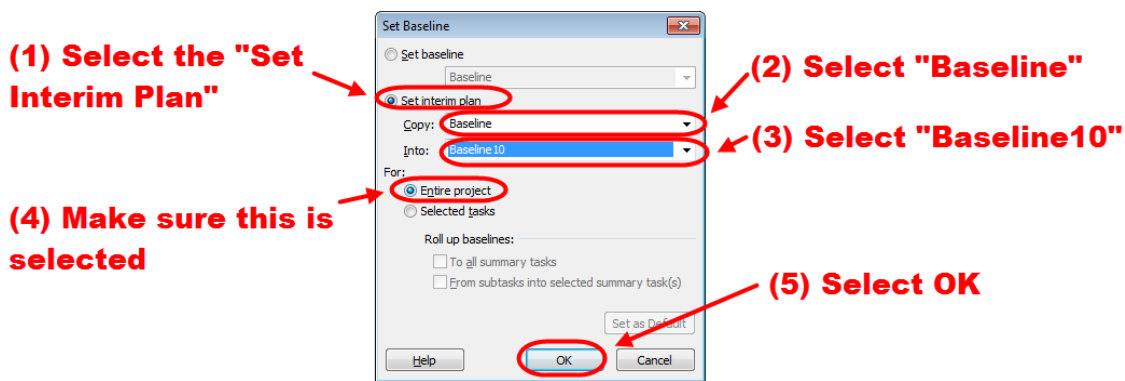 Set Baseline
(1) Select the "Set
Interim Plan"
Set baseline
Baseline
(2) Select "Baseline"
Set interim plan
Copy: Baseline
(3) Select "Baseline10"
Into: Baseline10
For:
Entire project
(4) Make sure this is
selected
Selected tasks
Roll up baselines:
To all summary tasks
From subtasks into selected summary task(s)
(5) Select OK
Set as Default
Help
OK
Cancel